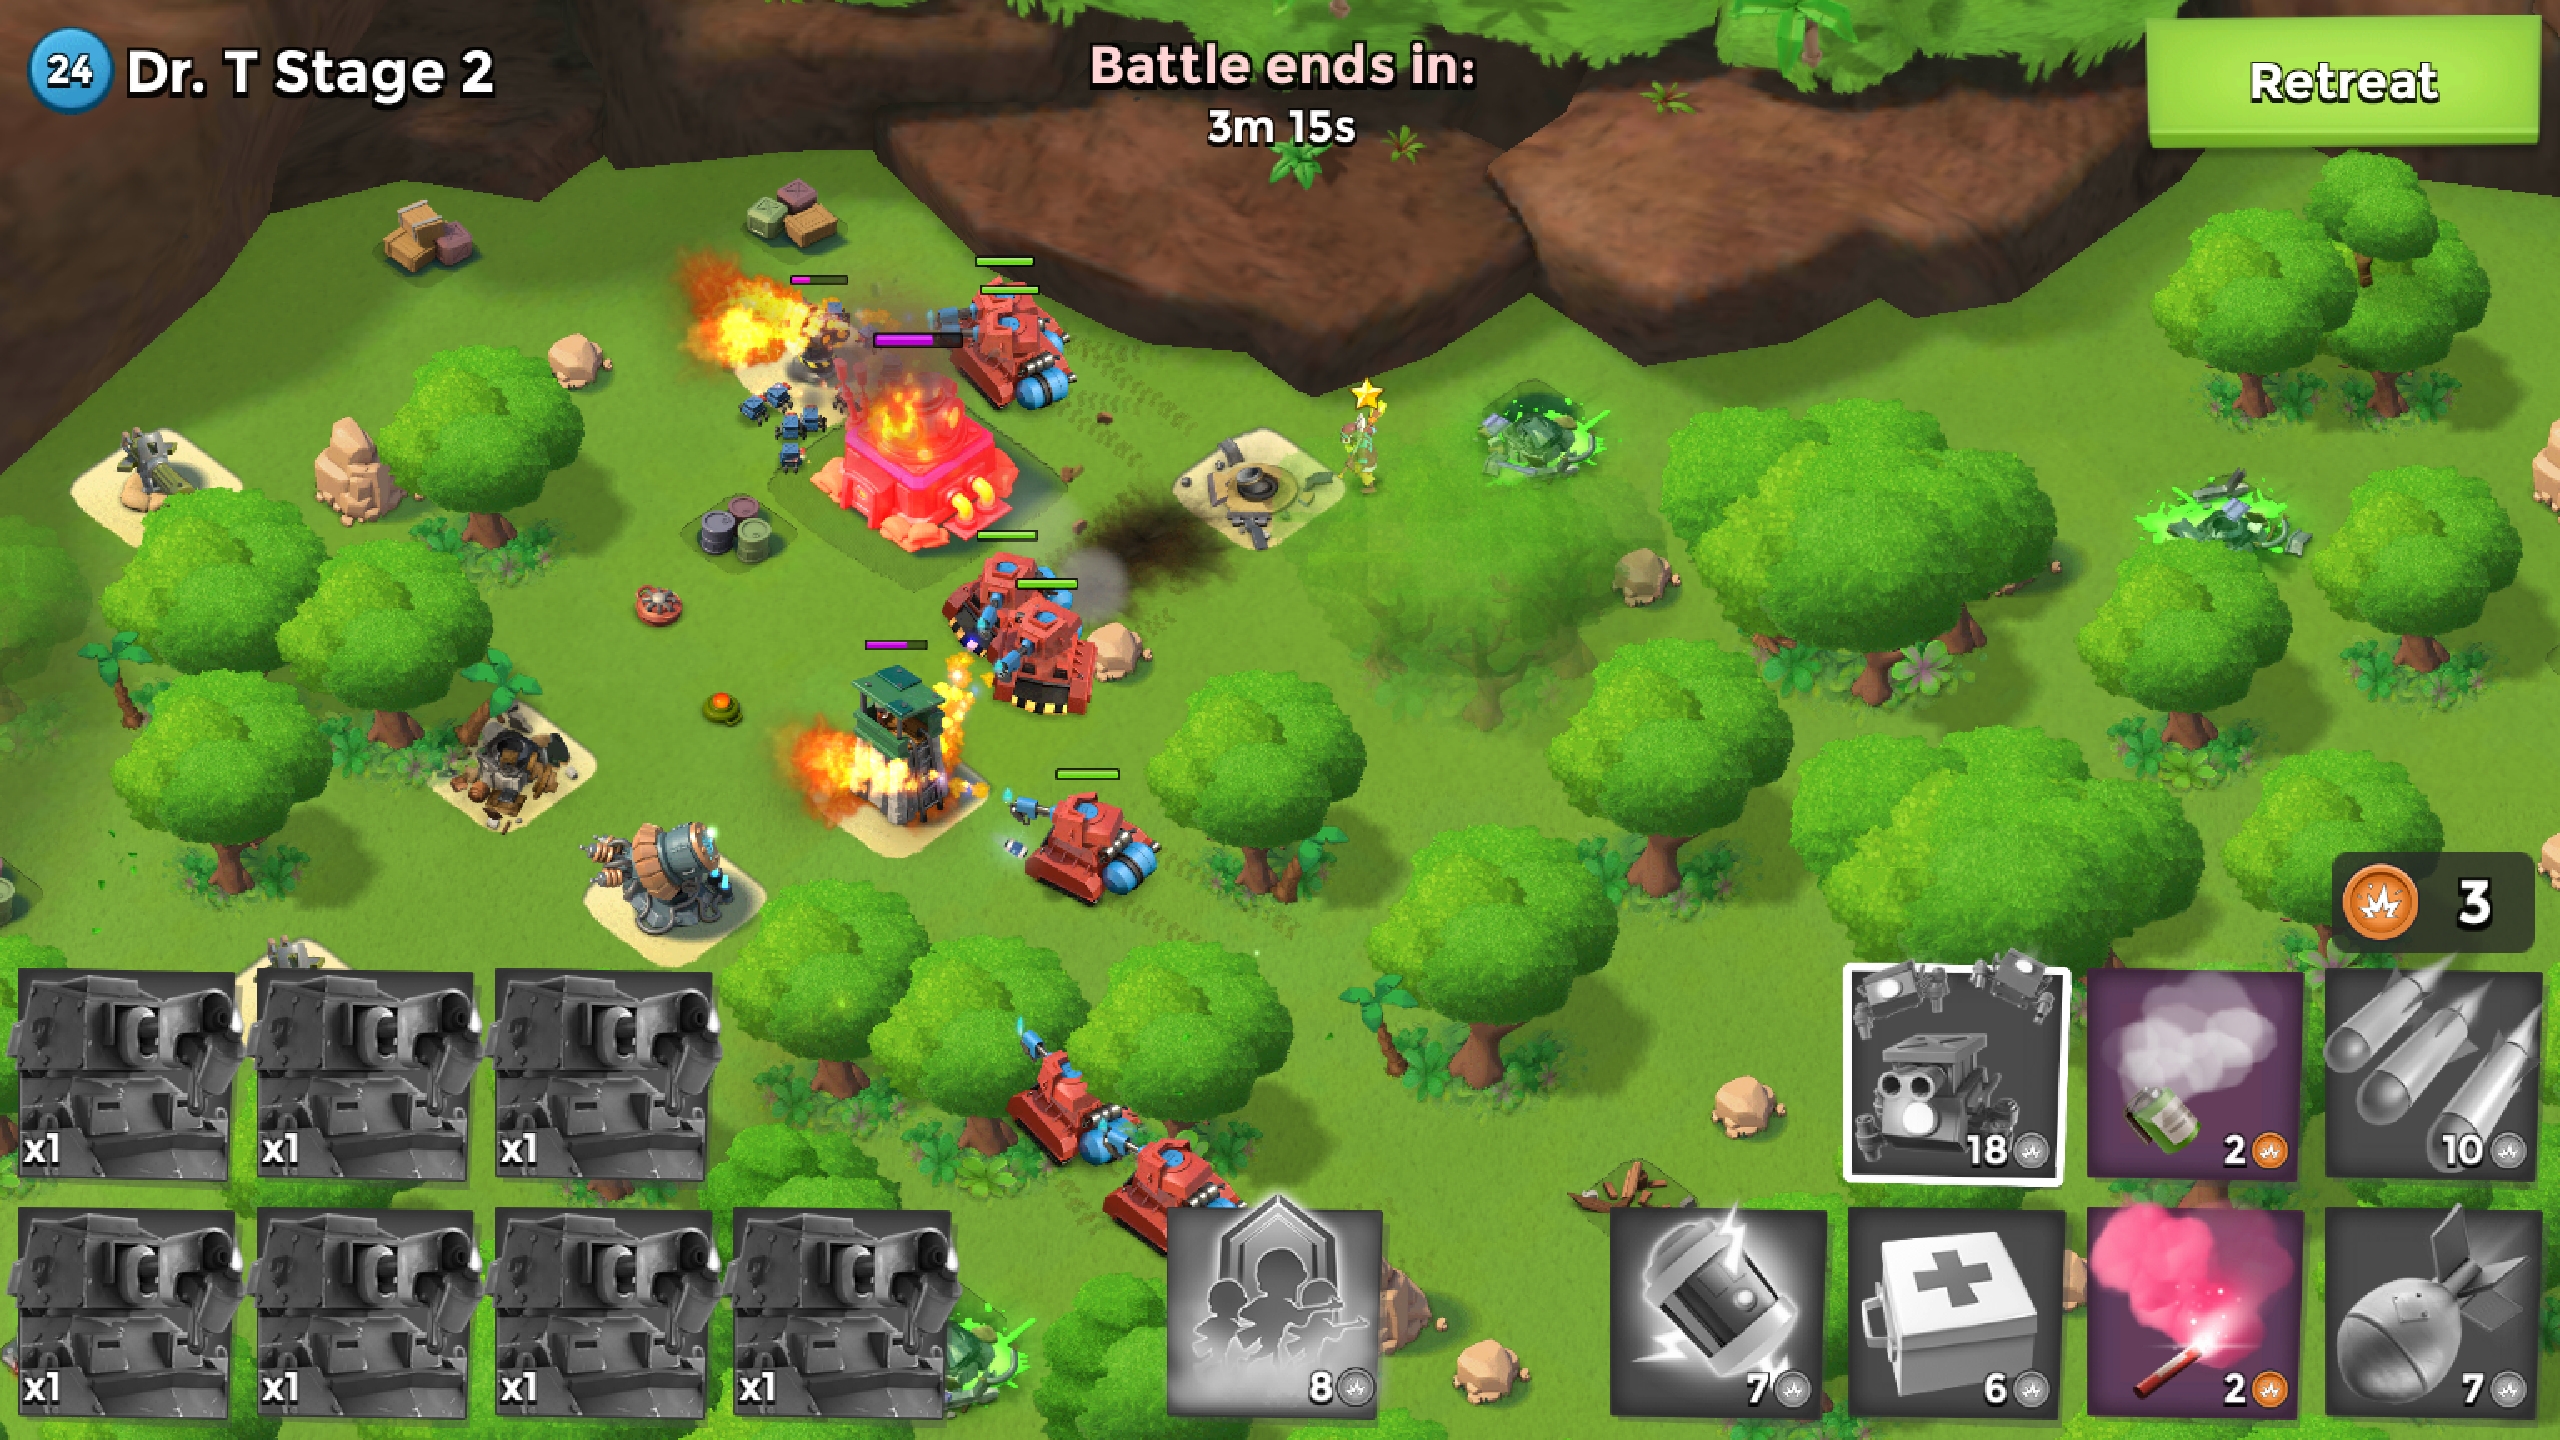 24 Dr. T Stage 2
Battle ends in:
3m 15s
Retreat
3
x1 x1 x1
18 2 10
x1 x1 x1 x1
8 7 6 2 7